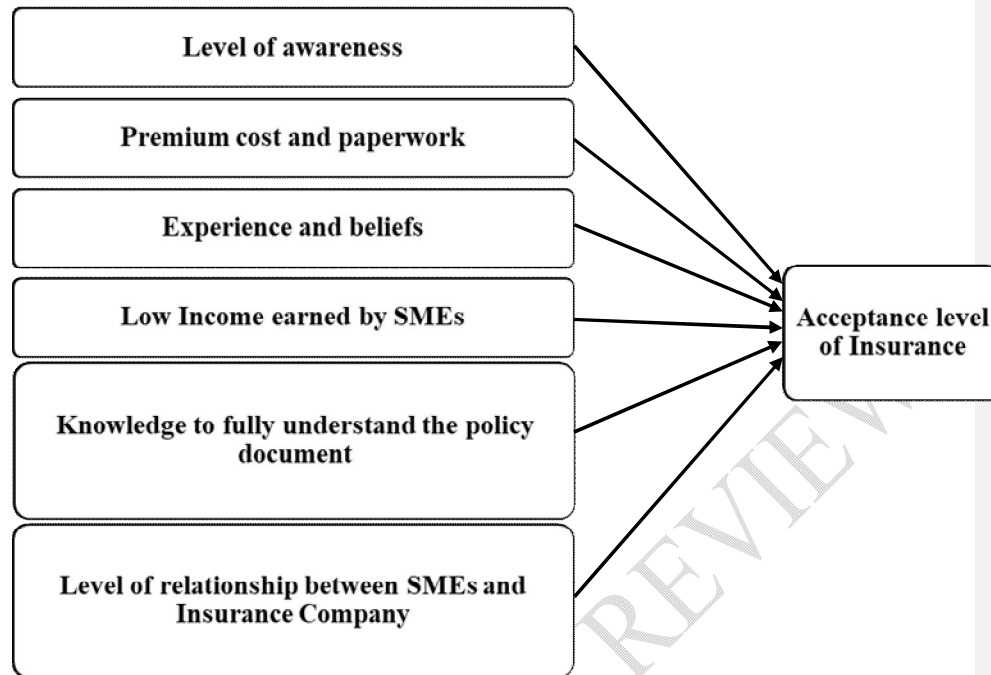 Level of awareness
Premium cost and paperwork
Experience and beliefs
Low Income earned by SMEs
Knowledge to fully understand the policy
document
Level of relationship between SMEs and
Insurance Company
Acceptance level
of Insurance
REVIEW